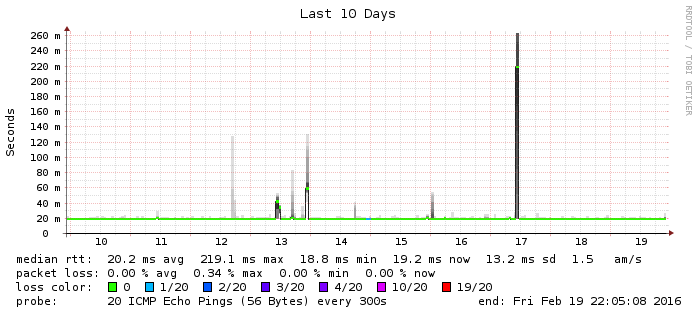 Last 10 Days
RRDTOOL / TOBI OETIKER
Seconds
260 m
240 m
220 m
200 m
180 m
160 m
140 m
120 m
100 m
80 m
60 m
40 m
20 m
0
10 11 12 13 14 15 16 17 18 19
median rtt: 20.2 ms avg 219.1 ms max 18.8 ms min 19.2 ms now 13.2 ms sd 1.5 am/s
packet loss: 0.00 % avg 0.34 % max 0.00 % min 0.00 % now
loss color: 0 1/20 2/20 3/20 4/20 10/20 19/20
probe: 20 ICMP Echo Pings (56 Bytes) every 300s end: Fri Feb 19 22:05:08 2016